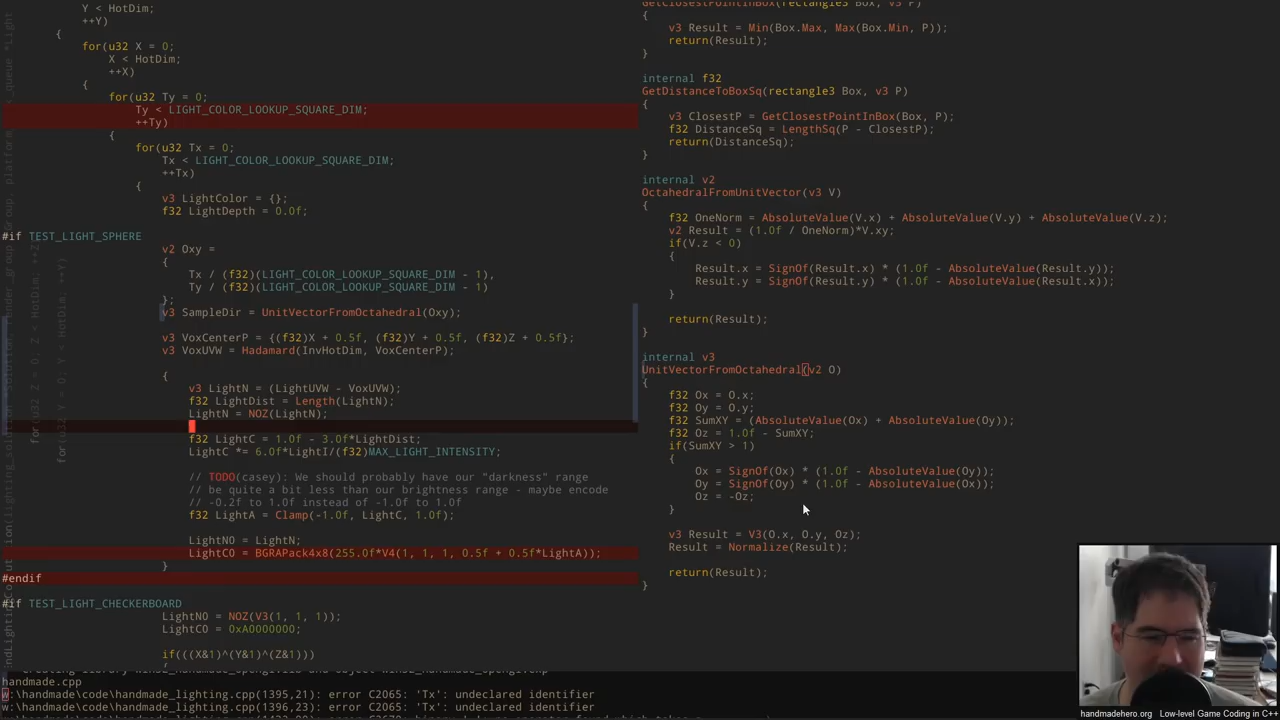 Y < HotDim;
++Y)
{
for(u32 X = 0;
X < HotDim;
++X)
{
for(u32 Ty = 0;
Ty < LIGHT_COLOR_LOOKUP_SQUARE_DIM;
++Ty)
{
for(u32 Tx = 0;
Tx < LIGHT_COLOR_LOOKUP_SQUARE_DIM;
++Tx)
{
v3 LightColor = {};
f32 LightDepth = 0.0f;
#if TEST_LIGHT_SPHERE
v2 Oxy =
{
Tx / (f32)(LIGHT_COLOR_LOOKUP_SQUARE_DIM - 1),
Ty / (f32)(LIGHT_COLOR_LOOKUP_SQUARE_DIM - 1)
};
v3 SampleDir = UnitVectorFromOctahedral(Oxy);
v3 VoxCenterP = {(f32)X + 0.5f, (f32)Y + 0.5f, (f32)Z + 0.5f};
v3 VoxUVW = Hadamard(InvHotDim, VoxCenterP);
{
v3 LightN = (LightUVW - VoxUVW);
f32 LightDist = Length(LightN);
LightN = NOZ(LightN);
f32 LightC = 1.0f - 3.0f*LightDist;
LightC *= 6.0f*LightI/(f32)MAX_LIGHT_INTENSITY;
// TODO(casey): We should probably have our "darkness" range
// be quite a bit less than our brightness range - maybe encode
// -0.2f to 1.0f instead of -1.0f to 1.0f
f32 LightA = Clamp(-1.0f, LightC, 1.0f);
LightN0 = LightN;
LightC0 = BGRAPack4x8(255.0f*V4(1, 1, 1, 0.5f + 0.5f*LightA));
}
#endif
#if TEST_LIGHT_CHECKERBOARD
LightN0 = NOZ(V3(1, 1, 1));
LightC0 = 0xA0000000;
if(((X&1)^(Y&1)^(Z&1)))
GetClosestPointInBox(rectangle3 Box, v3 P)
{
v3 Result = Min(Box.Max, Max(Box.Min, P));
return(Result);
}
internal f32
GetDistanceToBoxSq(rectangle3 Box, v3 P)
{
v3 ClosestP = GetClosestPointInBox(Box, P);
f32 DistanceSq = LengthSq(P - ClosestP);
return(DistanceSq);
}
internal v2
OctahedralFromUnitVector(v3 V)
{
f32 OneNorm = AbsoluteValue(V.x) + AbsoluteValue(V.y) + AbsoluteValue(V.z);
v2 Result = (1.0f / OneNorm)*V.xy;
if(V.z < 0)
{
Result.x = SignOf(Result.x) * (1.0f - AbsoluteValue(Result.y));
Result.y = SignOf(Result.y) * (1.0f - AbsoluteValue(Result.x));
}
return(Result);
}
internal v3
UnitVectorFromOctahedral(v2 O)
{
f32 Ox = O.x;
f32 Oy = O.y;
f32 SumXY = (AbsoluteValue(Ox) + AbsoluteValue(Oy));
f32 Oz = 1.0f - SumXY;
if(SumXY > 1)
{
Ox = SignOf(Ox) * (1.0f - AbsoluteValue(Oy));
Oy = SignOf(Oy) * (1.0f - AbsoluteValue(Ox));
Oz = -Oz;
}
v3 Result = V3(O.x, O.y, Oz);
Result = Normalize(Result);
return(Result);
}
handmade.cpp
w:\handmade\code\handmade_lighting.cpp(1395,21): error C2065: 'Tx': undeclared identifier
w:\handmade\code\handmade_lighting.cpp(1396,23): error C2065: 'Tx': undeclared identifier
handmadehero.org
Low-level Game Coding in C++